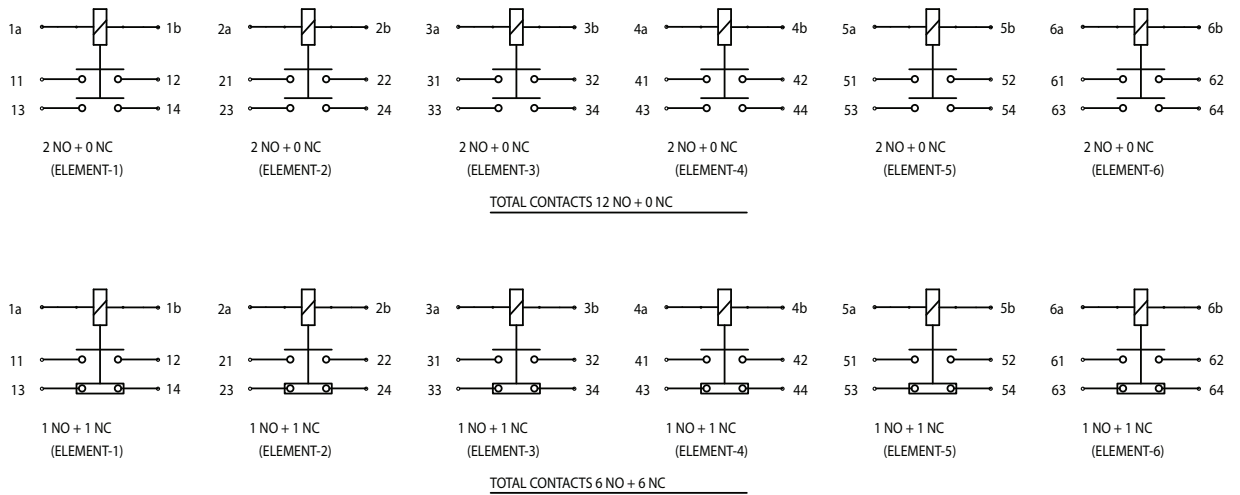 1a 1b 2a 2b 3a 3b 4a 4b 5a 5b 6a 6b
11 12 21 22 31 32 41 42 51 52 61 62
13 14 23 24 33 34 43 44 53 54 63 64
2 NO + 0 NC 2 NO + 0 NC 2 NO + 0 NC 2 NO + 0 NC 2 NO + 0 NC 2 NO + 0 NC
(ELEMENT-1) (ELEMENT-2) (ELEMENT-3) (ELEMENT-4) (ELEMENT-5) (ELEMENT-6)
TOTAL CONTACTS 12 NO + 0 NC
1a 1b 2a 2b 3a 3b 4a 4b 5a 5b 6a 6b
11 12 21 22 31 32 41 42 51 52 61 62
13 14 23 24 33 34 43 44 53 54 63 64
1 NO + 1 NC 1 NO + 1 NC 1 NO + 1 NC 1 NO + 1 NC 1 NO + 1 NC 1 NO + 1 NC
(ELEMENT-1) (ELEMENT-2) (ELEMENT-3) (ELEMENT-4) (ELEMENT-5) (ELEMENT-6)
TOTAL CONTACTS 6 NO + 6 NC